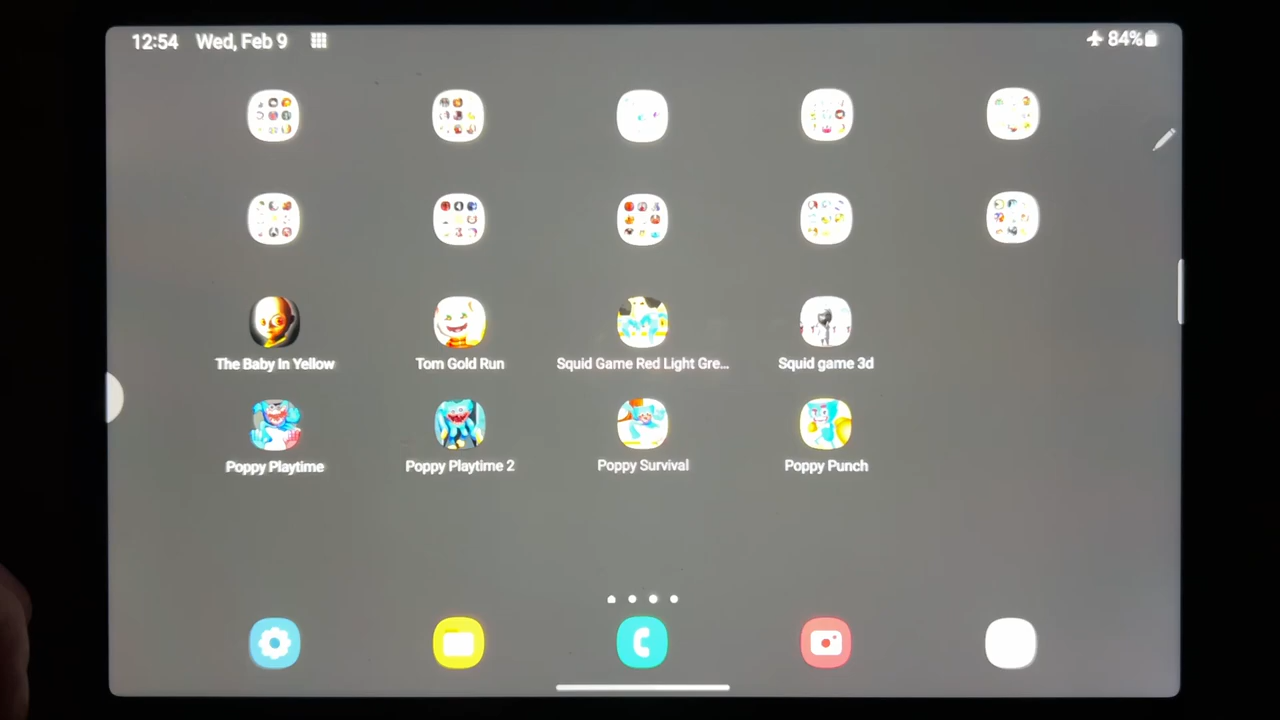 12:54 Wed, Feb 9
84%
The Baby In Yellow
Tom Gold Run
Squid Game Red Light Gre...
Squid game 3d
Poppy Playtime
Poppy Playtime 2
Poppy Survival
Poppy Punch